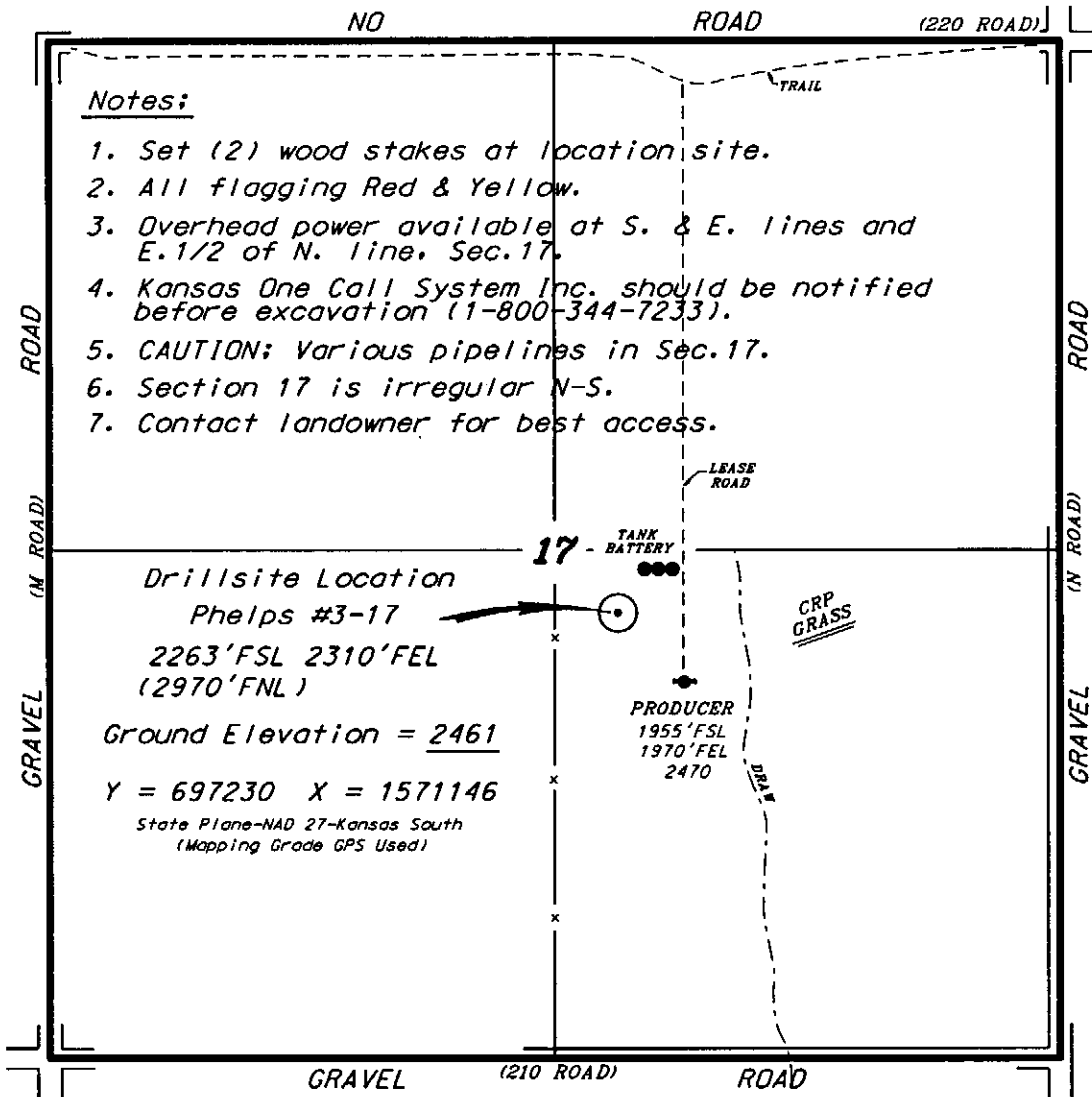 NO ROAD (220 ROAD)
TRAIL
Notes:
1. Set (2) wood stakes at location site.
2. All flagging Red & Yellow.
3. Overhead power available at S. & E. lines and
E.1/2 of N. line, Sec.17.
4. Kansas One Call System Inc. should be notified
before excavation (1-800-344-7233).
5. CAUTION: Various pipelines in Sec.17.
6. Section 17 is irregular N-S.
7. Contact landowner for best access.
GRAVEL (M ROAD) ROAD
GRAVEL (N ROAD) ROAD
LEASE
ROAD
17
TANK
BATTERY
Drillsite Location
Phelps #3-17
2263'FSL 2310'FEL
(2970'FNL)
Ground Elevation = 2461
Y = 697230 X = 1571146
State Plane-NAD 27-Kansas South
(Mapping Grade GPS Used)
CRP
GRASS
PRODUCER
1955'FSL
1970'FEL
2470
DRAW
GRAVEL (210 ROAD) ROAD